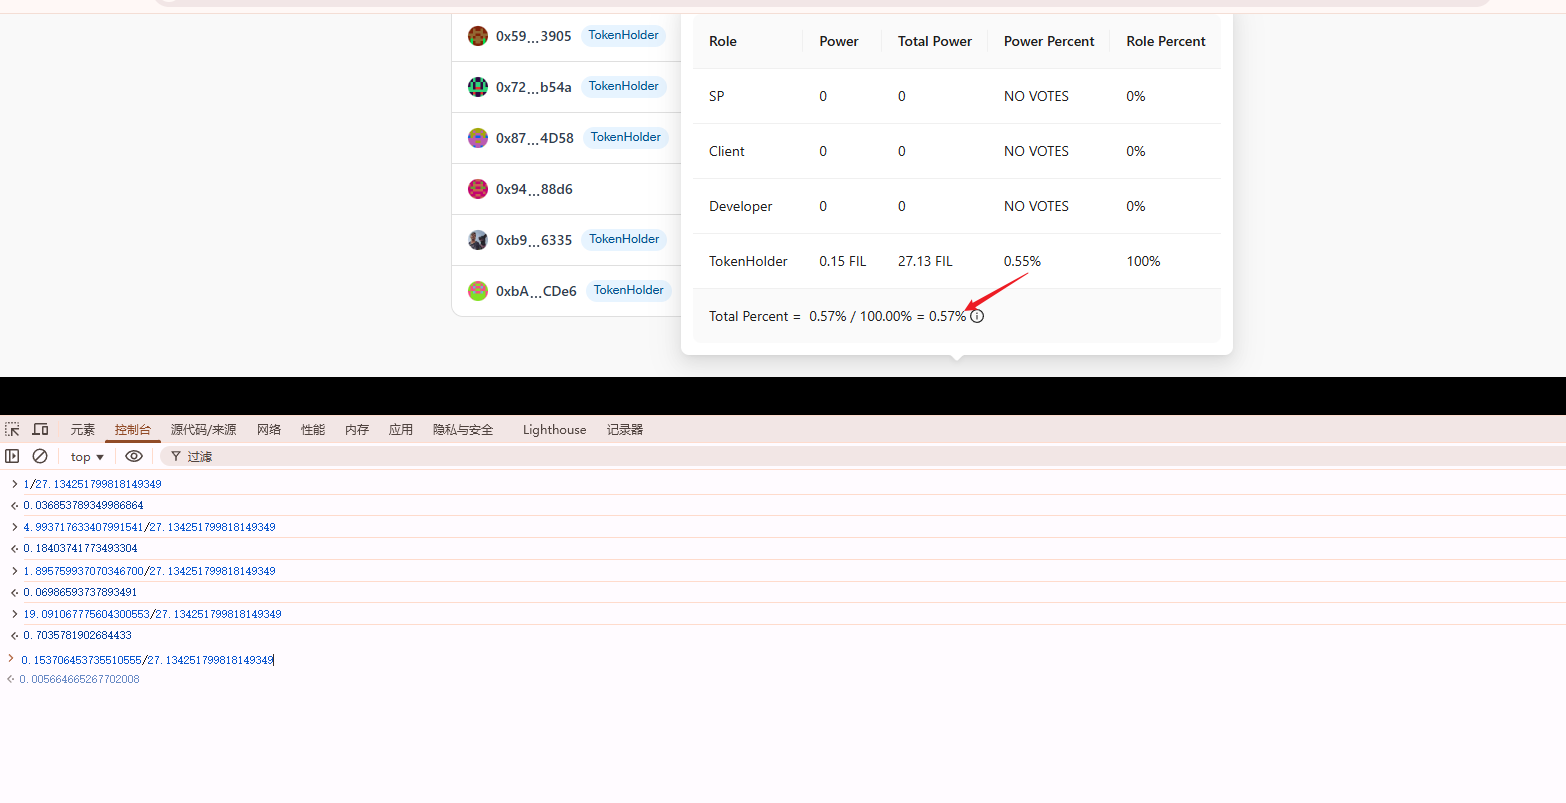 0x59...3905 TokenHolder
0x72...b54a TokenHolder
0x87...4D58 TokenHolder
0x94...88d6
0xb9...6335 TokenHolder
0xbA...CDe6 TokenHolder
Role Power Total Power Power Percent Role Percent
SP 0 0 NO VOTES 0%
Client 0 0 NO VOTES 0%
Developer 0 0 NO VOTES 0%
TokenHolder 0.15 FIL 27.13 FIL 0.55% 100%
Total Percent = 0.57% / 100.00% = 0.57%
元素 控制台 源代码/来源 网络 性能 内存 应用 隐私与安全 Lighthouse 记录器
top 过滤
1/27.134251799818149349
0.036853789349986864
4.993717633407991541/27.134251799818149349
0.18403741773493304
1.895759937070346700/27.134251799818149349
0.06986593737893491
19.091067775604300553/27.134251799818149349
0.7035781902684433
0.153706453735510555/27.134251799818149349
0.005664665267702008